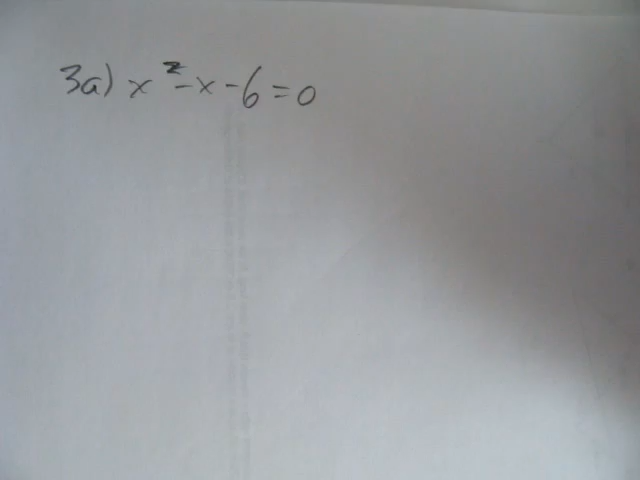 3a) x² - x - 6 = 0